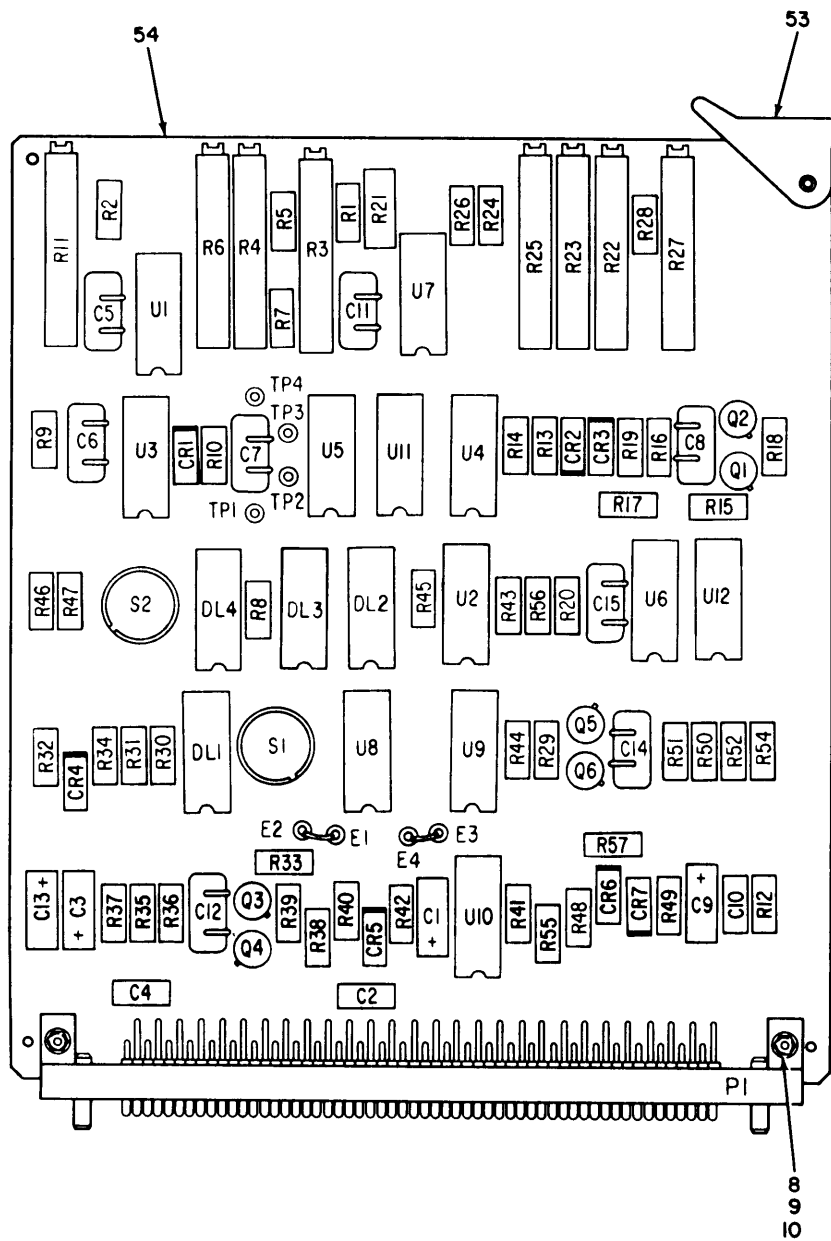 54
53
R11
R2
R6
R4
R5
R3
R1
R21
R26
R24
R25
R23
R22
R28
R27
C5
U1
R7
C11
U7
TP4
TP3
R9
C6
U3
CR1
R10
C7
TP2
TP1
U5
U11
U4
R14
R13
CR2
CR3
R19
R16
C8
Q2
Q1
R18
R17
R15
R46
R47
S2
DL4
R8
DL3
DL2
R45
U2
R43
R56
R20
C15
U6
U12
R32
CR4
R34
R31
R30
DL1
S1
U8
U9
R44
R29
Q5
Q6
C14
R51
R50
R52
R54
E2
E1
E4
E3
R33
R57
C13 +
C3 +
R37
R35
R36
C12
Q3
Q4
R39
R38
R40
CR5
R42
C1 +
U10
R41
R55
R48
CR6
CR7
R49
+ C9
C10
R12
C4
C2
P1
8
9
10